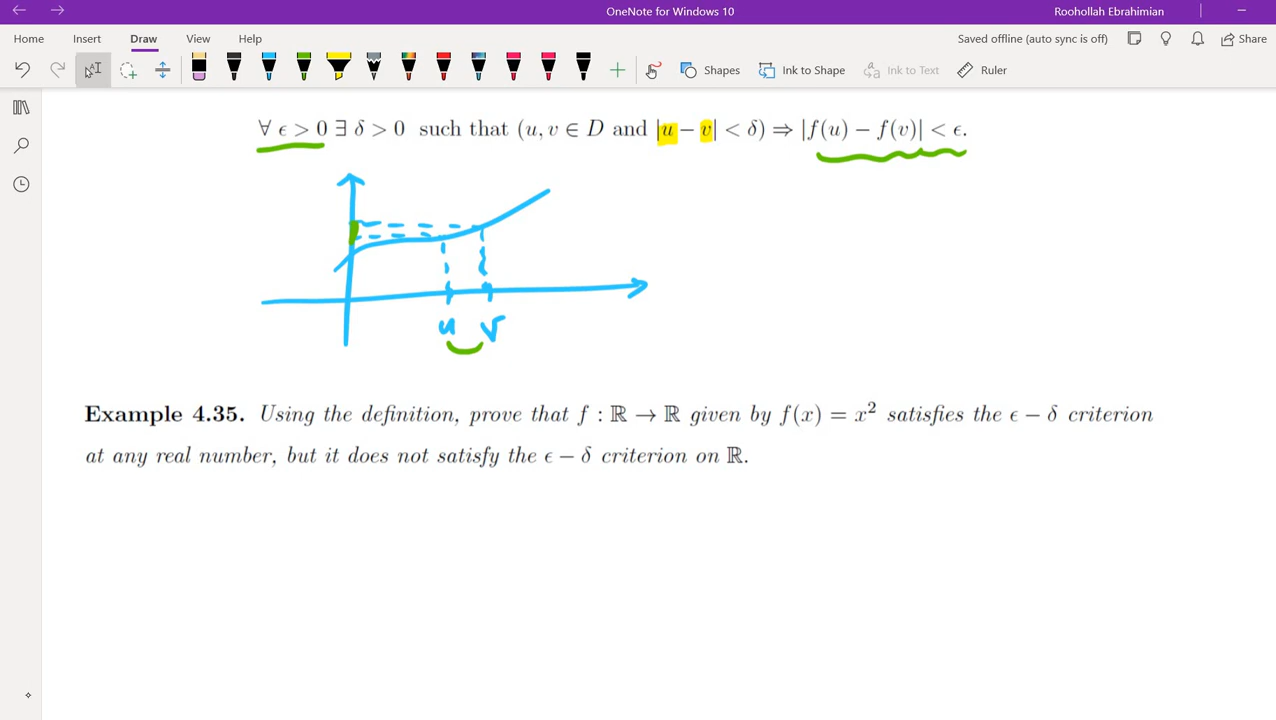 OneNote for Windows 10
Roohollah Ebrahimian
Home Insert Draw View Help
Saved offline (auto sync is off)
Share
Shapes
Ink to Shape
Ink to Text
Ruler
∀ ϵ > 0 ∃ δ > 0 such that (u, v ∈ D and |u − v| < δ) ⇒ |f(u) − f(v)| < ϵ.
u v
Example 4.35. Using the definition, prove that f : ℝ → ℝ given by f(x) = x² satisfies the ϵ − δ criterion
at any real number, but it does not satisfy the ϵ − δ criterion on ℝ.